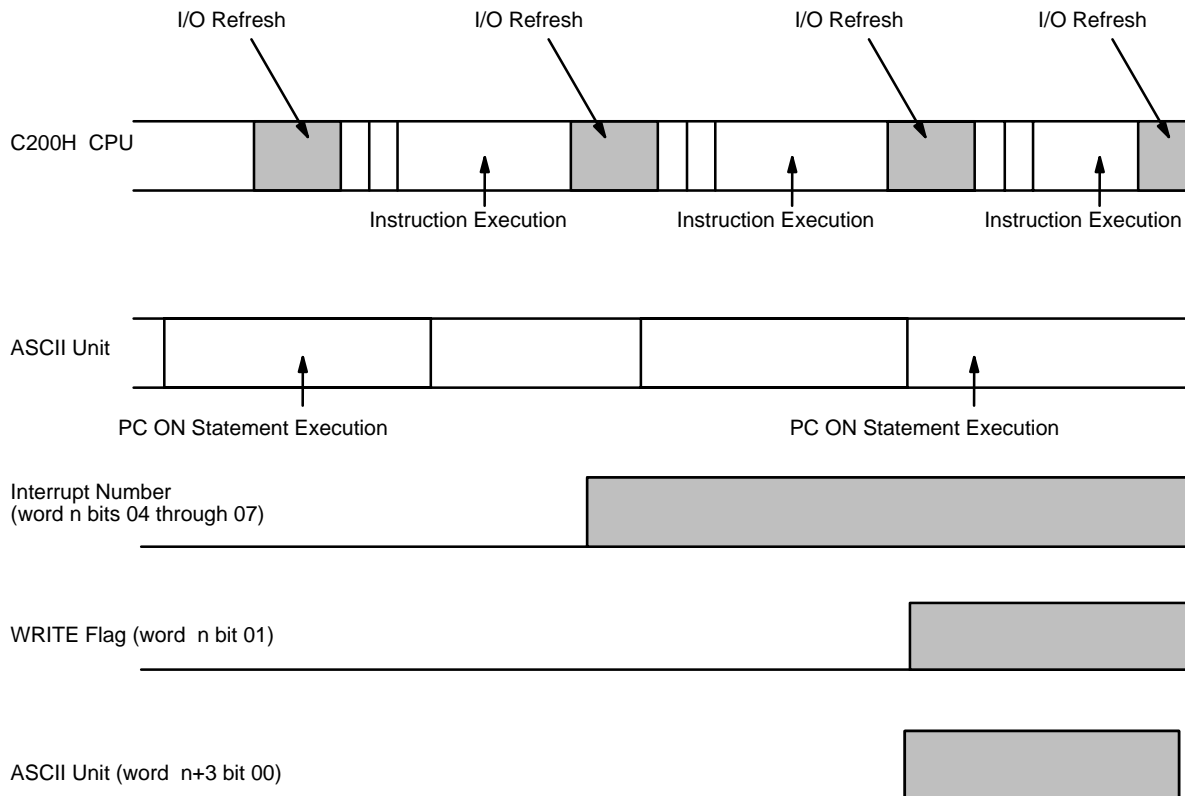 I/O Refresh
I/O Refresh
I/O Refresh
I/O Refresh
C200H CPU
Instruction Execution
Instruction Execution
Instruction Execution
ASCII Unit
PC ON Statement Execution
PC ON Statement Execution
Interrupt Number
(word n bits 04 through 07)
WRITE Flag (word n bit 01)
ASCII Unit (word n+3 bit 00)